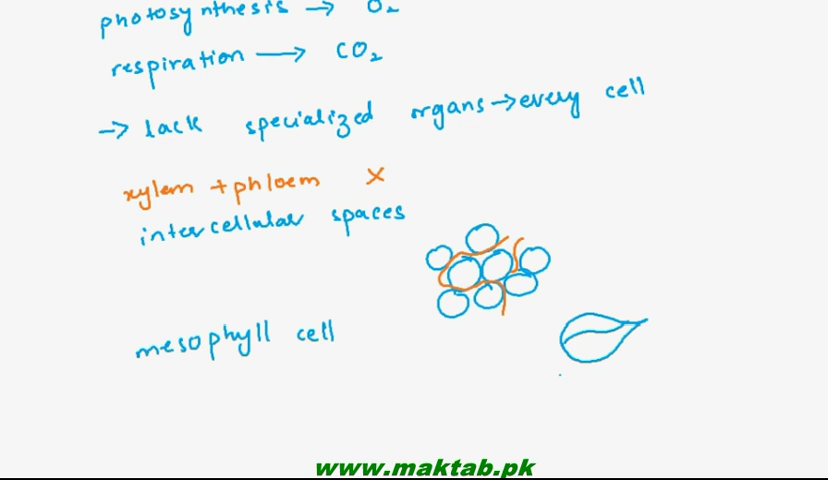 photosynthesis → O₂
respiration → CO₂
→ lack specialized organs → every cell
xylem + phloem X
intercellular spaces
mesophyll cell
www.maktab.pk